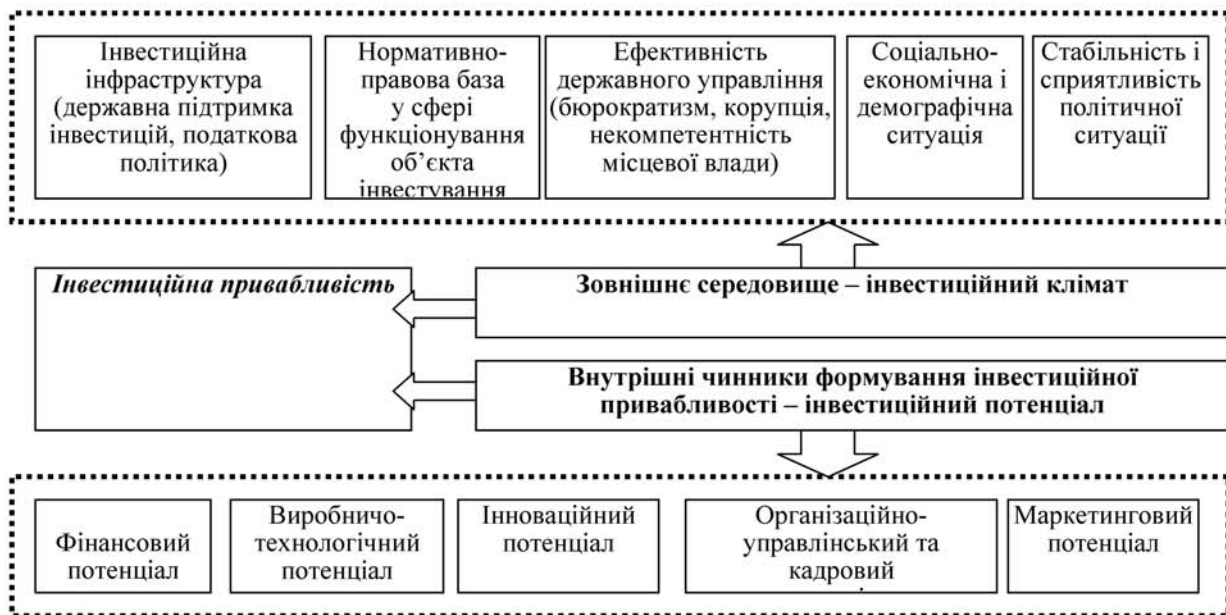 Інвестиційна
інфраструктура
(державна підтримка
інвестицій, податкова
політика)
Нормативно-
правова база
у сфері
функціонування
об’єкта
інвестування
Ефективність
державного управління
(бюрократизм, корупція,
некомпетентність
місцевої влади)
Соціально-
економічна і
демографічна
ситуація
Стабільність і
сприятливість
політичної
ситуації
Інвестиційна привабливість
Зовнішнє середовище – інвестиційний клімат
Внутрішні чинники формування інвестиційної
привабливості – інвестиційний потенціал
Фінансовий
потенціал
Виробничо-
технологічний
потенціал
Інноваційний
потенціал
Організаційно-
управлінський та
кадровий
Маркетинговий
потенціал